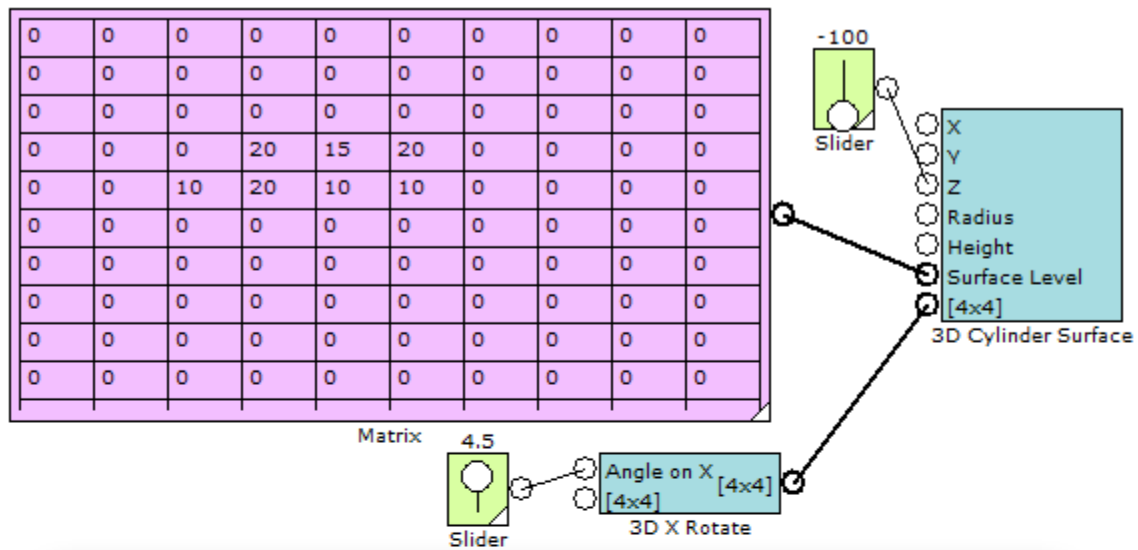 0 0 0 0 0 0 0 0 0 0
0 0 0 0 0 0 0 0 0 0
0 0 0 0 0 0 0 0 0 0
0 0 0 20 15 20 0 0 0 0
0 0 10 20 10 10 0 0 0 0
0 0 0 0 0 0 0 0 0 0
0 0 0 0 0 0 0 0 0 0
0 0 0 0 0 0 0 0 0 0
0 0 0 0 0 0 0 0 0 0
0 0 0 0 0 0 0 0 0 0
Matrix
-100
Slider
X
Y
Z
Radius
Height
Surface Level
[4x4]
3D Cylinder Surface
4.5
Slider
Angle on X
[4x4]
[4x4]
3D X Rotate